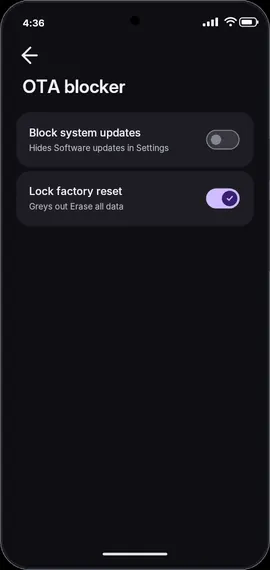 4:36
OTA blocker
Block system updates
Hides Software updates in Settings
Lock factory reset
Greys out Erase all data